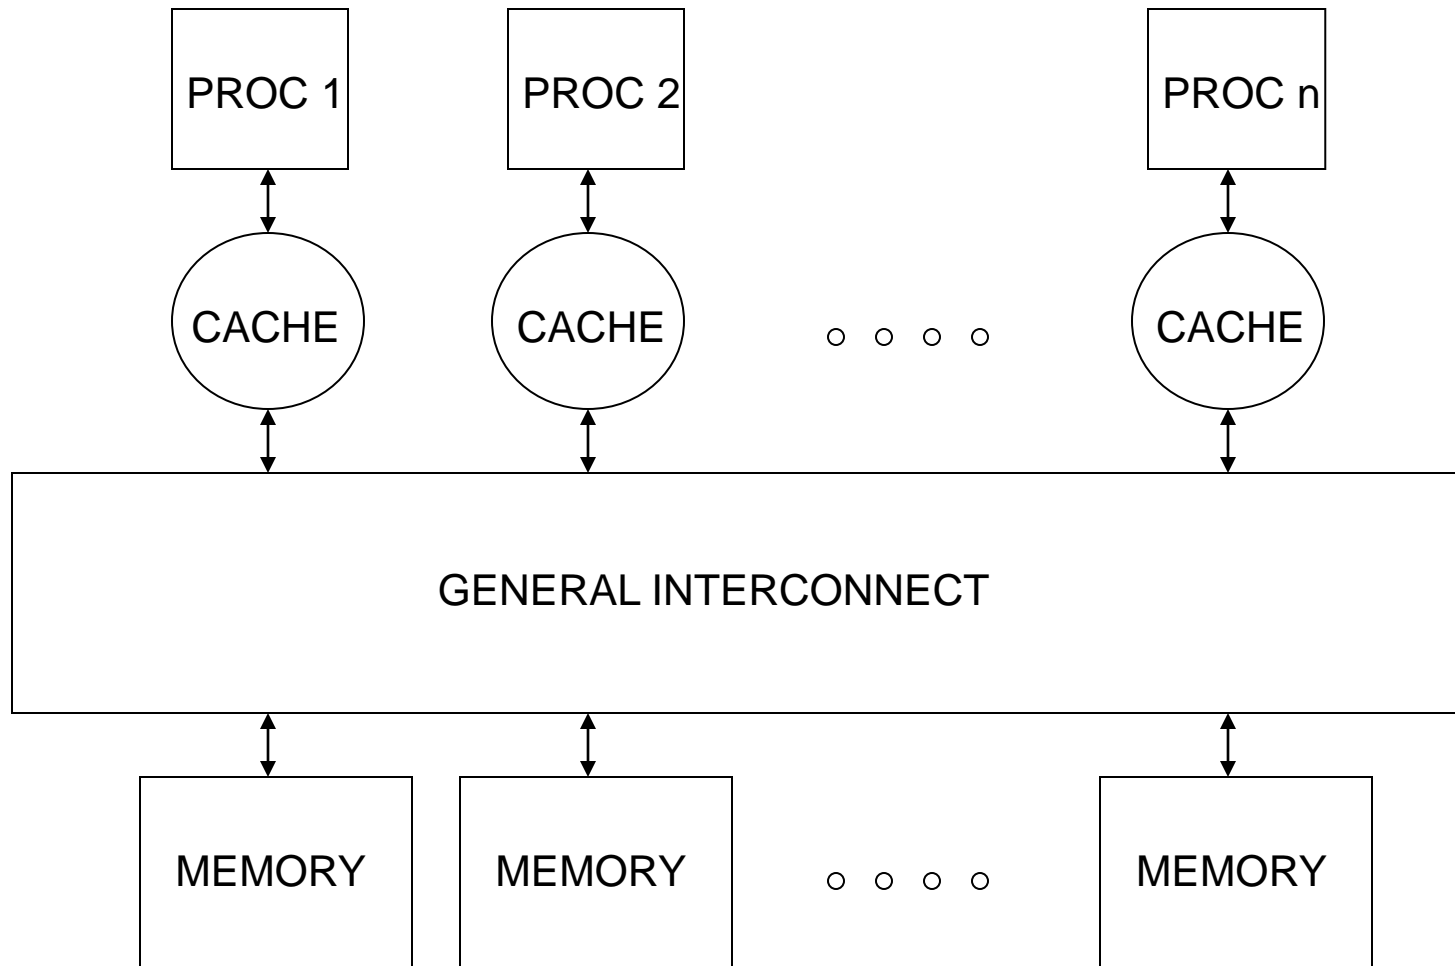 PROC 1
PROC 2
PROC n
CACHE
CACHE
CACHE
GENERAL INTERCONNECT
MEMORY
MEMORY
MEMORY